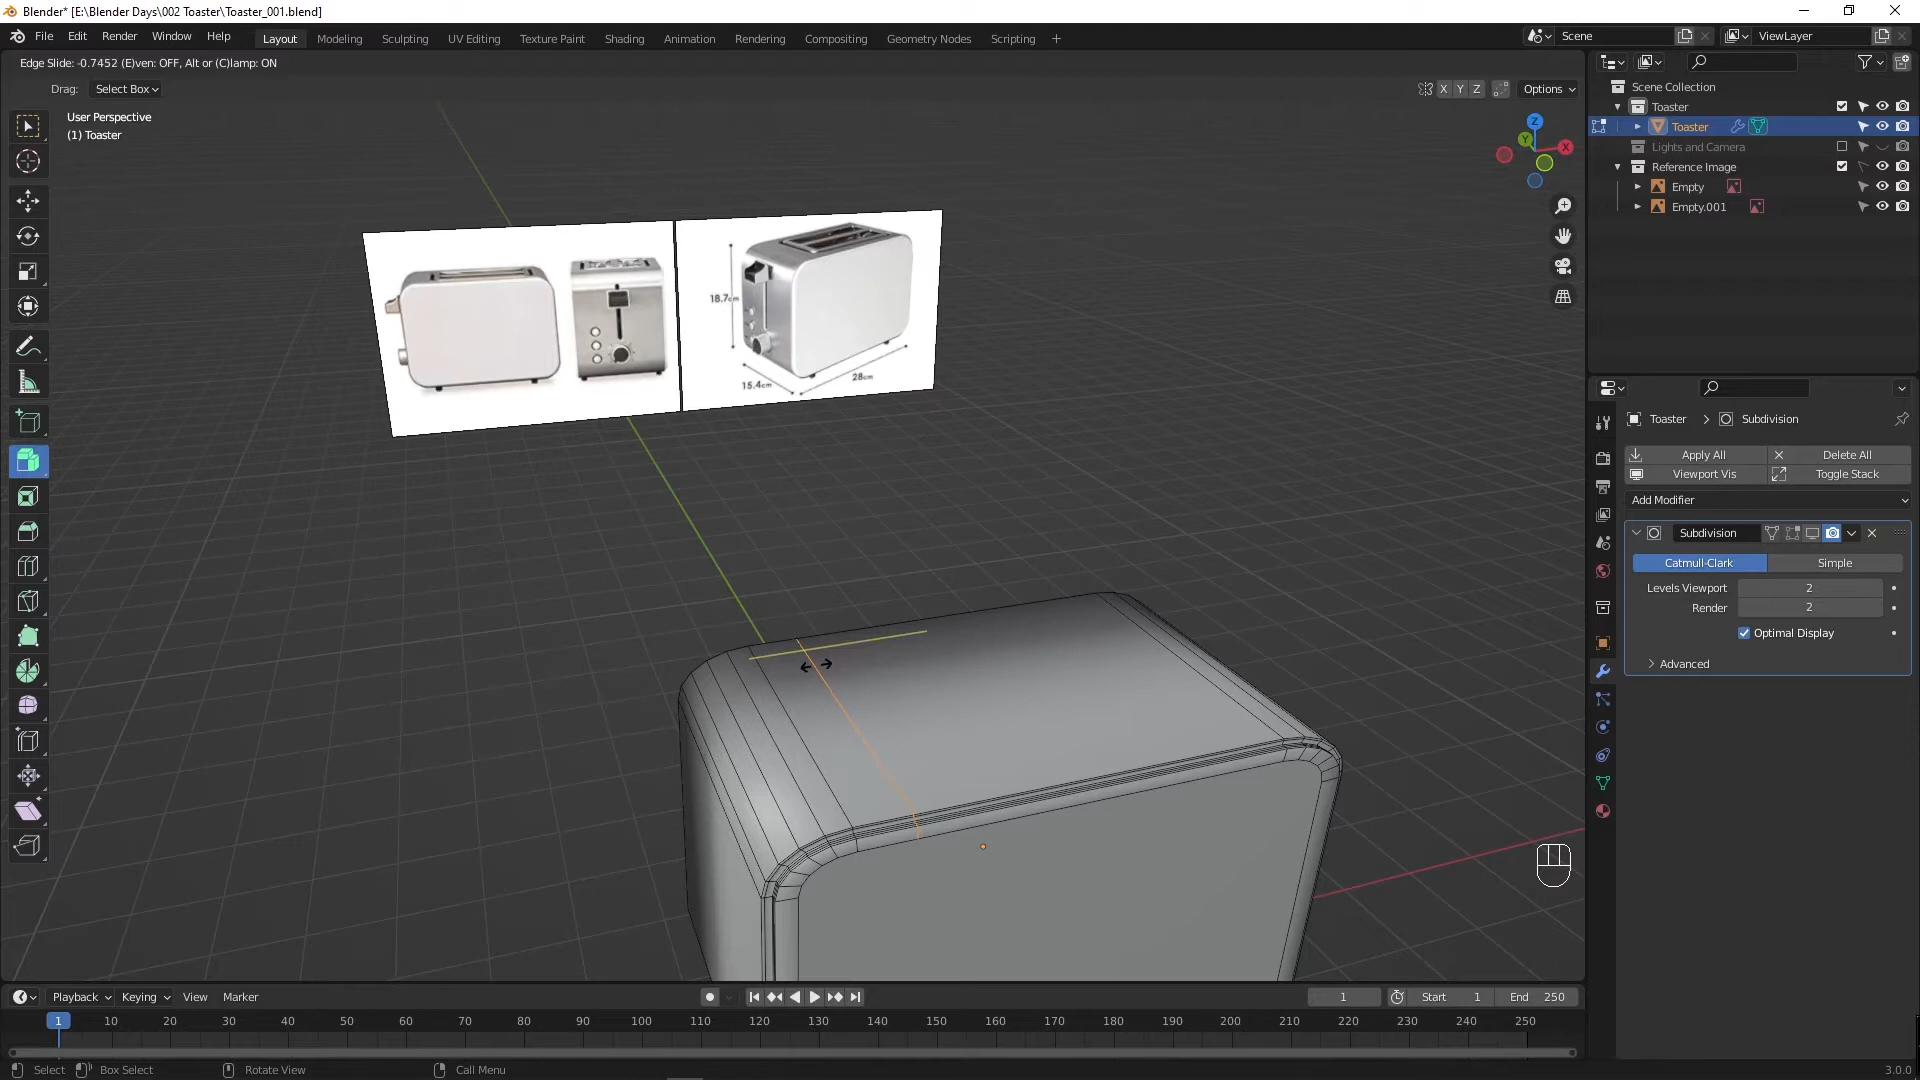 Blender* [E:\Blender Days\002 Toaster\Toaster_001.blend]
File Edit Render Window Help Layout Modeling Sculpting UV Editing Texture Paint Shading Animation Rendering Compositing Geometry Nodes Scripting + Scene ViewLayer
Edge Slide: -0.7452 (E)ven: OFF, Alt or (C)lamp: ON
Drag: Select Box X Y Z Options
User Perspective
(1) Toaster
Z
Y
X
18.7cm
15.4cm
28cm
Scene Collection
Toaster
Toaster
Lights and Camera
Reference Image
Empty
Empty.001
Toaster > Subdivision
Apply All Delete All
Viewport Vis Toggle Stack
Add Modifier
Subdivision
Catmull-Clark Simple
Levels Viewport 2
Render 2
Optimal Display
Advanced
Playback Keying View Marker 1 Start 1 End 250
1 10 20 30 40 50 60 70 80 90 100 110 120 130 140 150 160 170 180 190 200 210 220 230 240 250
Select Box Select Rotate View Call Menu 3.0.0